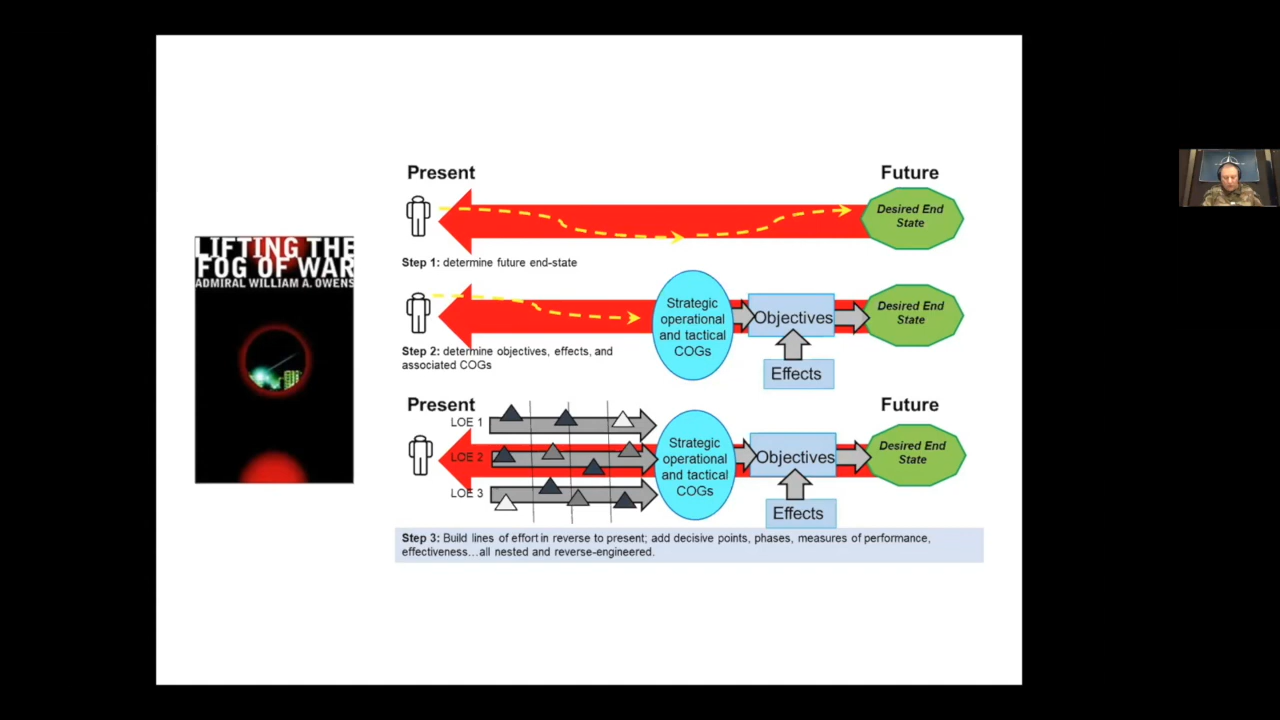 LIFTING THE
FOG OF WAR
ADMIRAL WILLIAM A. OWENS
Present
Future
Desired End
State
Step 1: determine future end-state
Strategic
operational
and tactical
COGs
Objectives
Effects
Desired End
State
Step 2: determine objectives, effects, and
associated COGs
Present
Future
LOE 1
LOE 2
LOE 3
Strategic
operational
and tactical
COGs
Objectives
Effects
Desired End
State
Step 3: Build lines of effort in reverse to present; add decisive points, phases, measures of performance,
effectiveness...all nested and reverse-engineered.